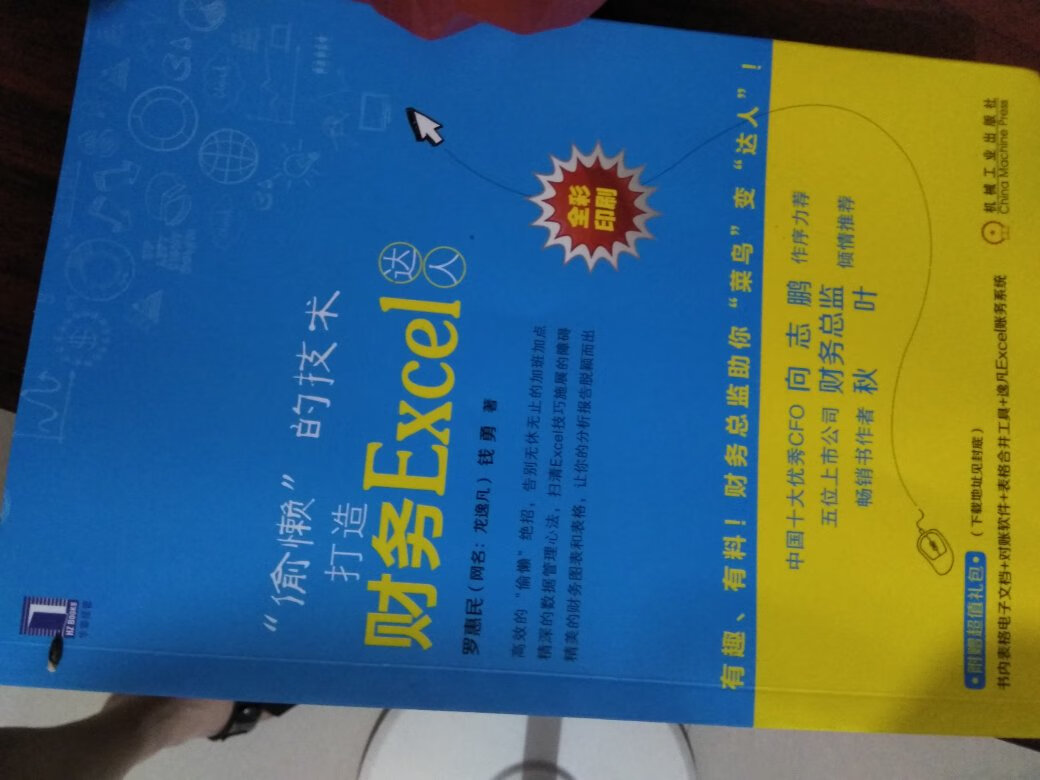 HZ BOOKS
华章经管
“偷懒”的技术
打造
财务Excel达人
罗惠民（网名：龙逸凡）钱勇 著
高效的“偷懒”绝招，告别无休无止的加班加点
精深的数据管理心法，扫清Excel技巧施展的障碍
精美的财务图表和表格，让你的分析报告脱颖而出
全彩
印刷
有趣、有料！财务总监助你“菜鸟”变“达人”！
中国十大优秀CFO 向志鹏 作序力荐
五位上市公司 财务总监
畅销书作者 秋叶 倾情推荐
附赠超值礼包（下载地址见封底）
书内表格电子文档+对账软件+表格合并工具+逸凡Excel账务系统
机械工业出版社
China Machine Press